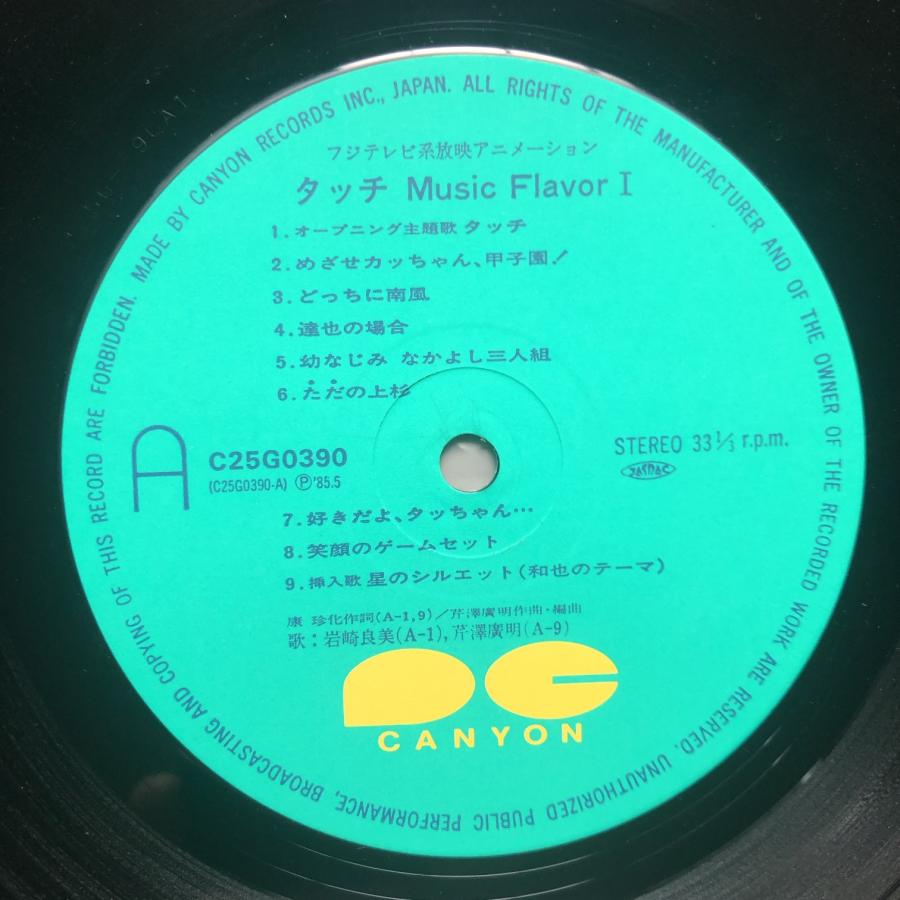 MADE BY CANYON RECORDS INC., JAPAN. ALL RIGHTS OF THE MANUFACTURER AND OF THE OWNER OF THE RECORDED WORK ARE RESERVED. UNAUTHORIZED PUBLIC PERFORMANCE, BROADCASTING AND COPYING OF THIS RECORD ARE FORBIDDEN.
フジテレビ系放映アニメーション
タッチ Music Flavor I
1. オープニング主題歌 タッチ
2. めざせカッちゃん、甲子園!
3. どっちに南風
4.達也の場合
5. 幼なじみ なかよし三人組
6. ただの上杉
A
C25G0390
(C25G0390-A) Ⓟ'85.5
STEREO 33 1/3 r.p.m.
JASRAC
7. 好きだよ、タッちゃん…
8. 笑顔のゲームセット
9. 挿入歌 星のシルエット(和也のテーマ)
康 珍化作詞(A-1,9)/芹澤廣明作曲・編曲
歌:岩崎良美(A-1), 芹澤廣明(A-9)
CANYON